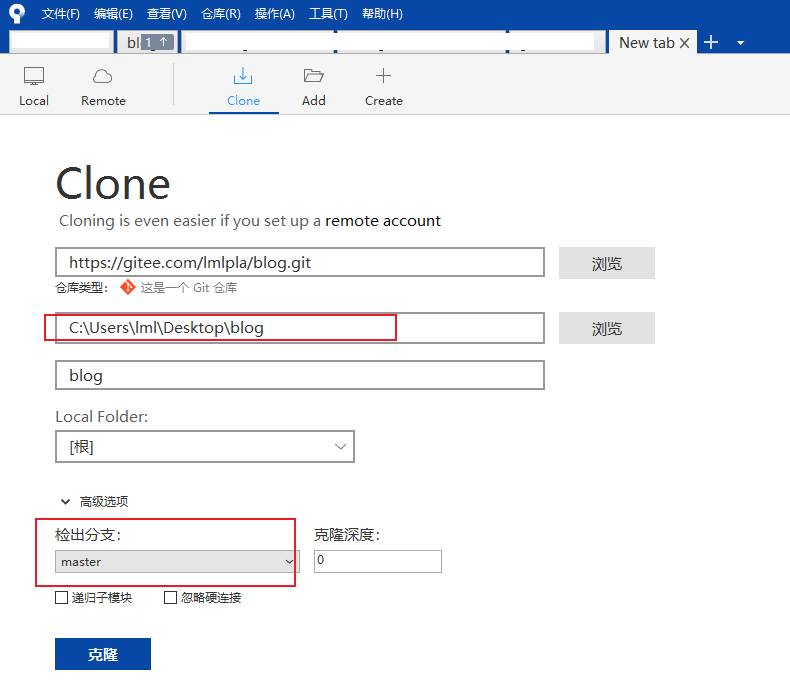 文件(F) 编辑(E) 查看(V) 仓库(R) 操作(A) 工具(T) 帮助(H)
1 New tab
Local Remote Clone Add Create
Clone
Cloning is even easier if you set up a remote account
https://gitee.com/lmlpla/blog.git 浏览
仓库类型： 这是一个 Git 仓库
C:\Users\lml\Desktop\blog 浏览
blog
Local Folder:
[根]
高级选项
检出分支： 克隆深度：
master 0
递归子模块 忽略硬连接
克隆